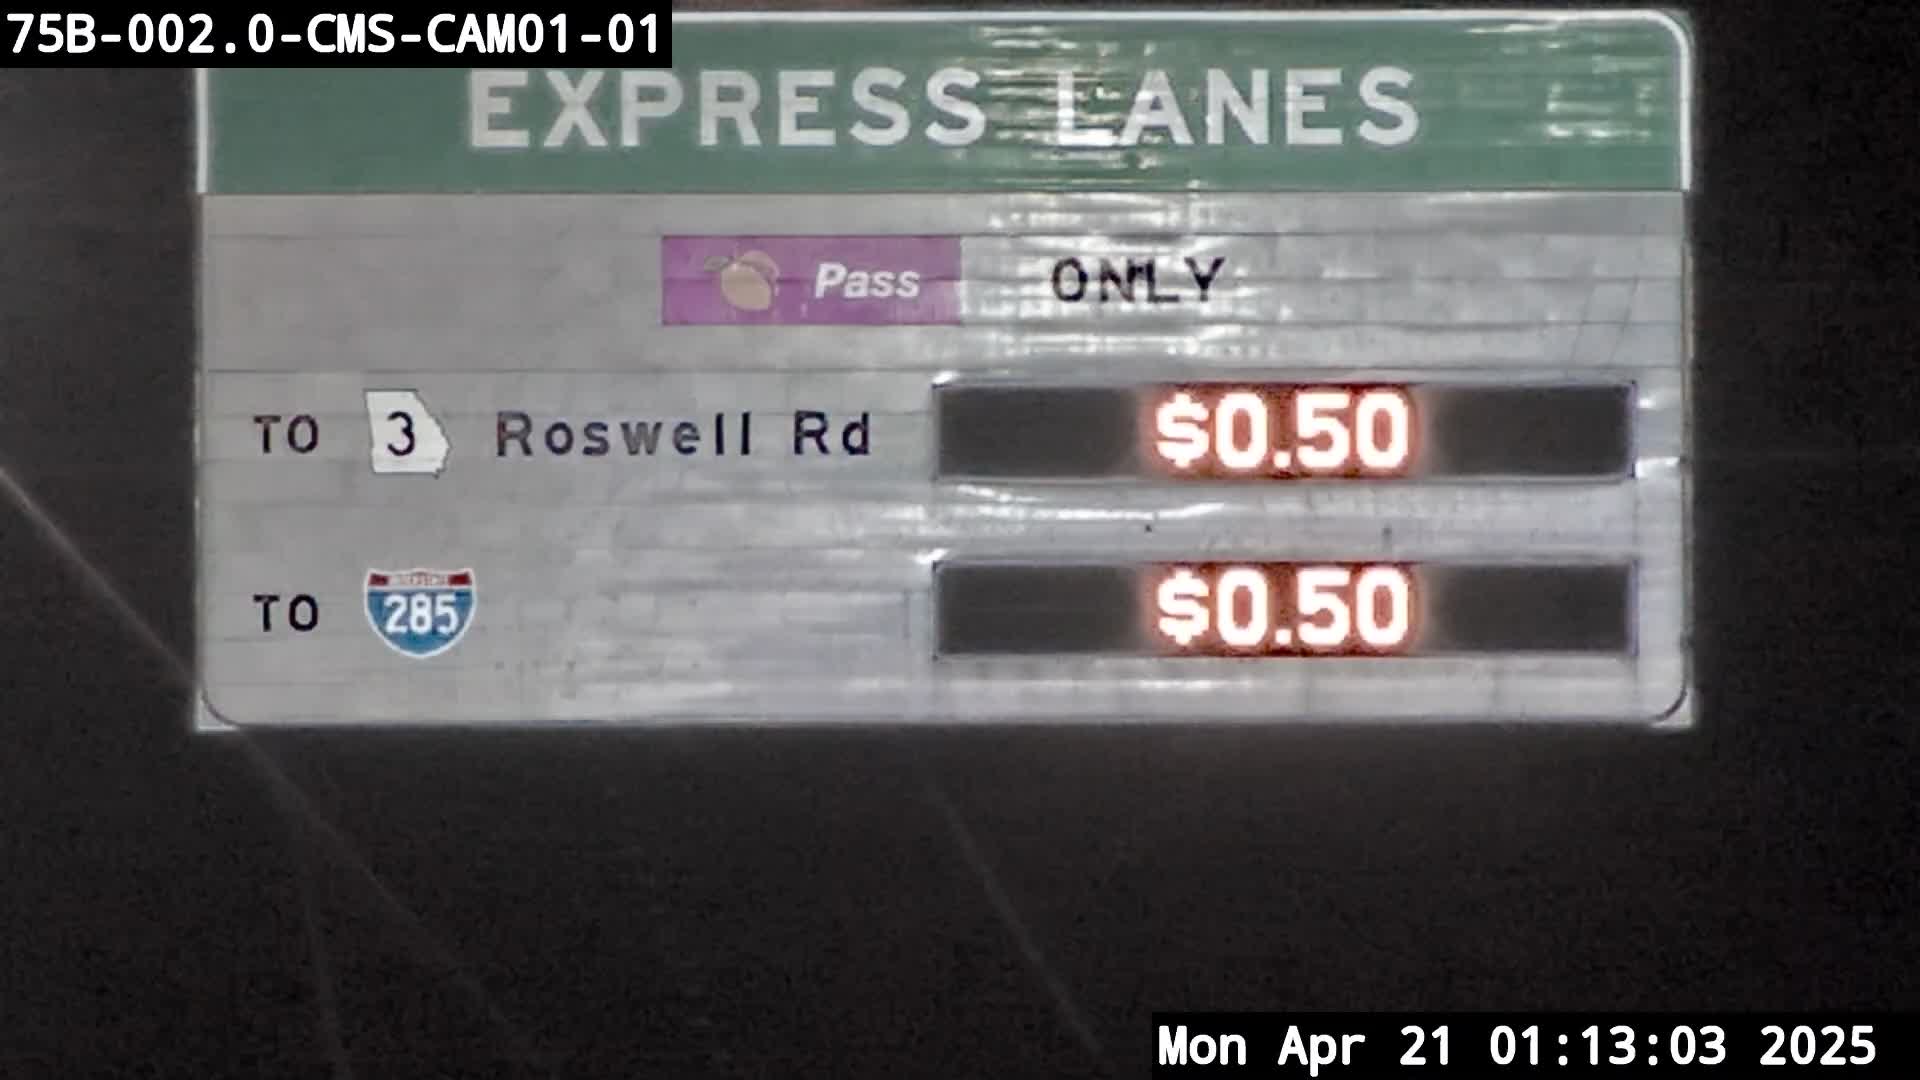 75B-002.0-CMS-CAM01-01
EXPRESS LANES
Pass ONLY
TO 3 Roswell Rd $0.50
TO 285 $0.50
Mon Apr 21 01:13:03 2025